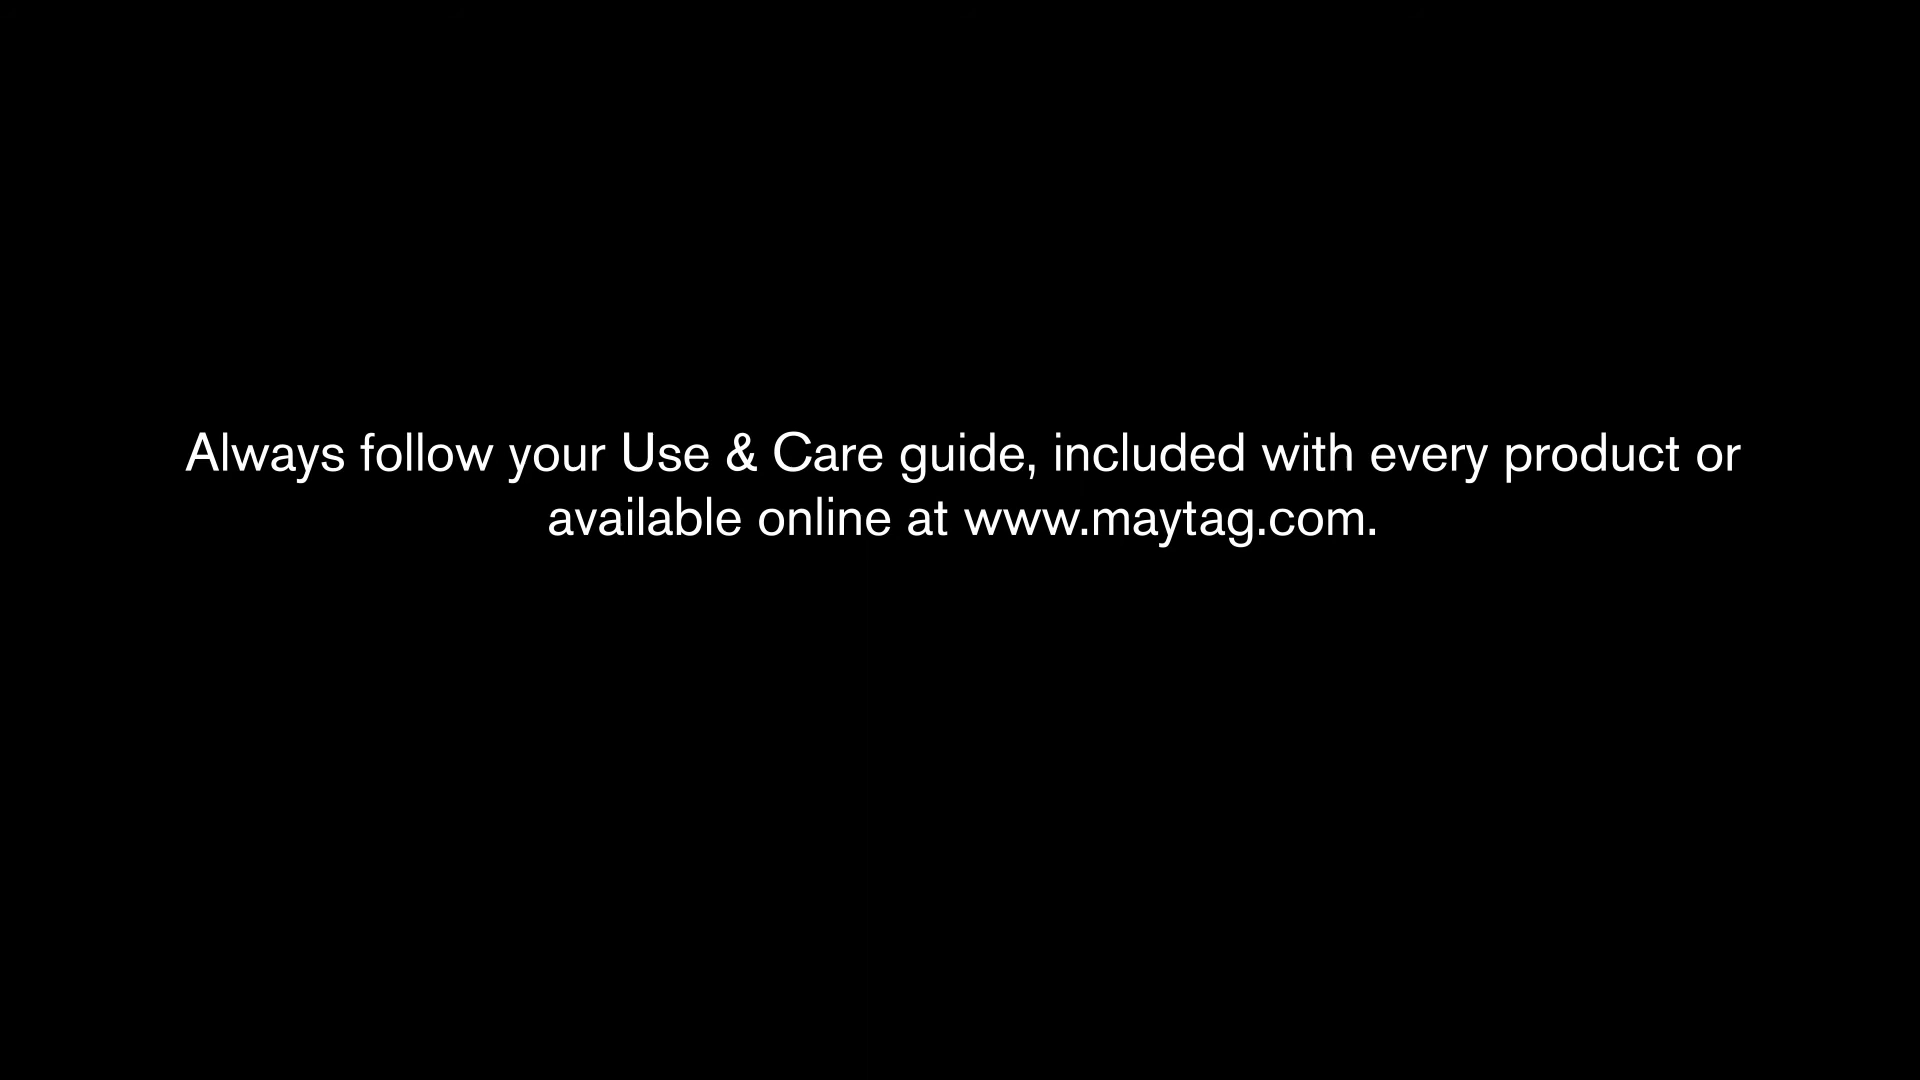 Always follow your Use & Care guide, included with every product or
available online at www.maytag.com.